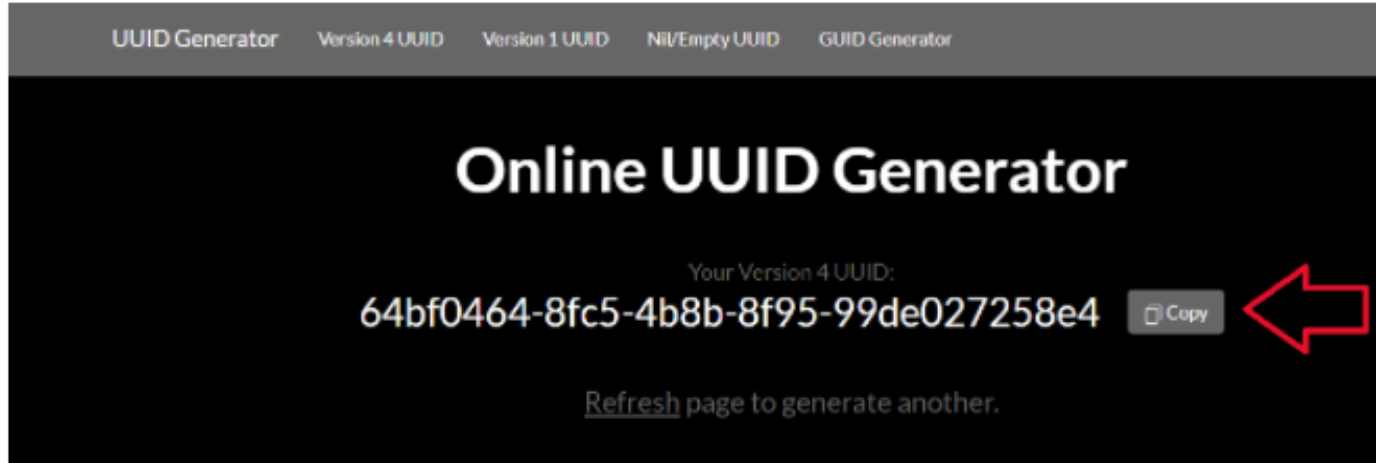 UUID Generator Version 4 UUID Version 1 UUID Nil/Empty UUID GUID Generator
Online UUID Generator
Your Version 4 UUID:
64bf0464-8fc5-4b8b-8f95-99de027258e4 Copy
Refresh page to generate another.